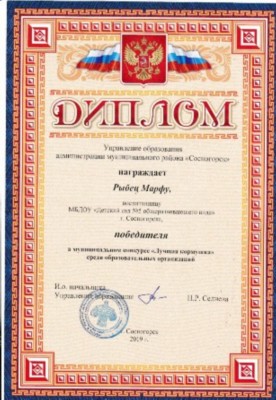 ДИПЛОМ
Управление образования
администрации муниципального района «Сосногорск»
награждает
Рыбец Марфу,
воспитанницу
МБДОУ «Детский сад №5 общеразвивающего вида»
г. Сосногорск,
победителя
в муниципальном конкурсе «Лучшая кормушка»
среди образовательных организаций
И.о. начальника
Управления образования
Сосногорск
2019 г.